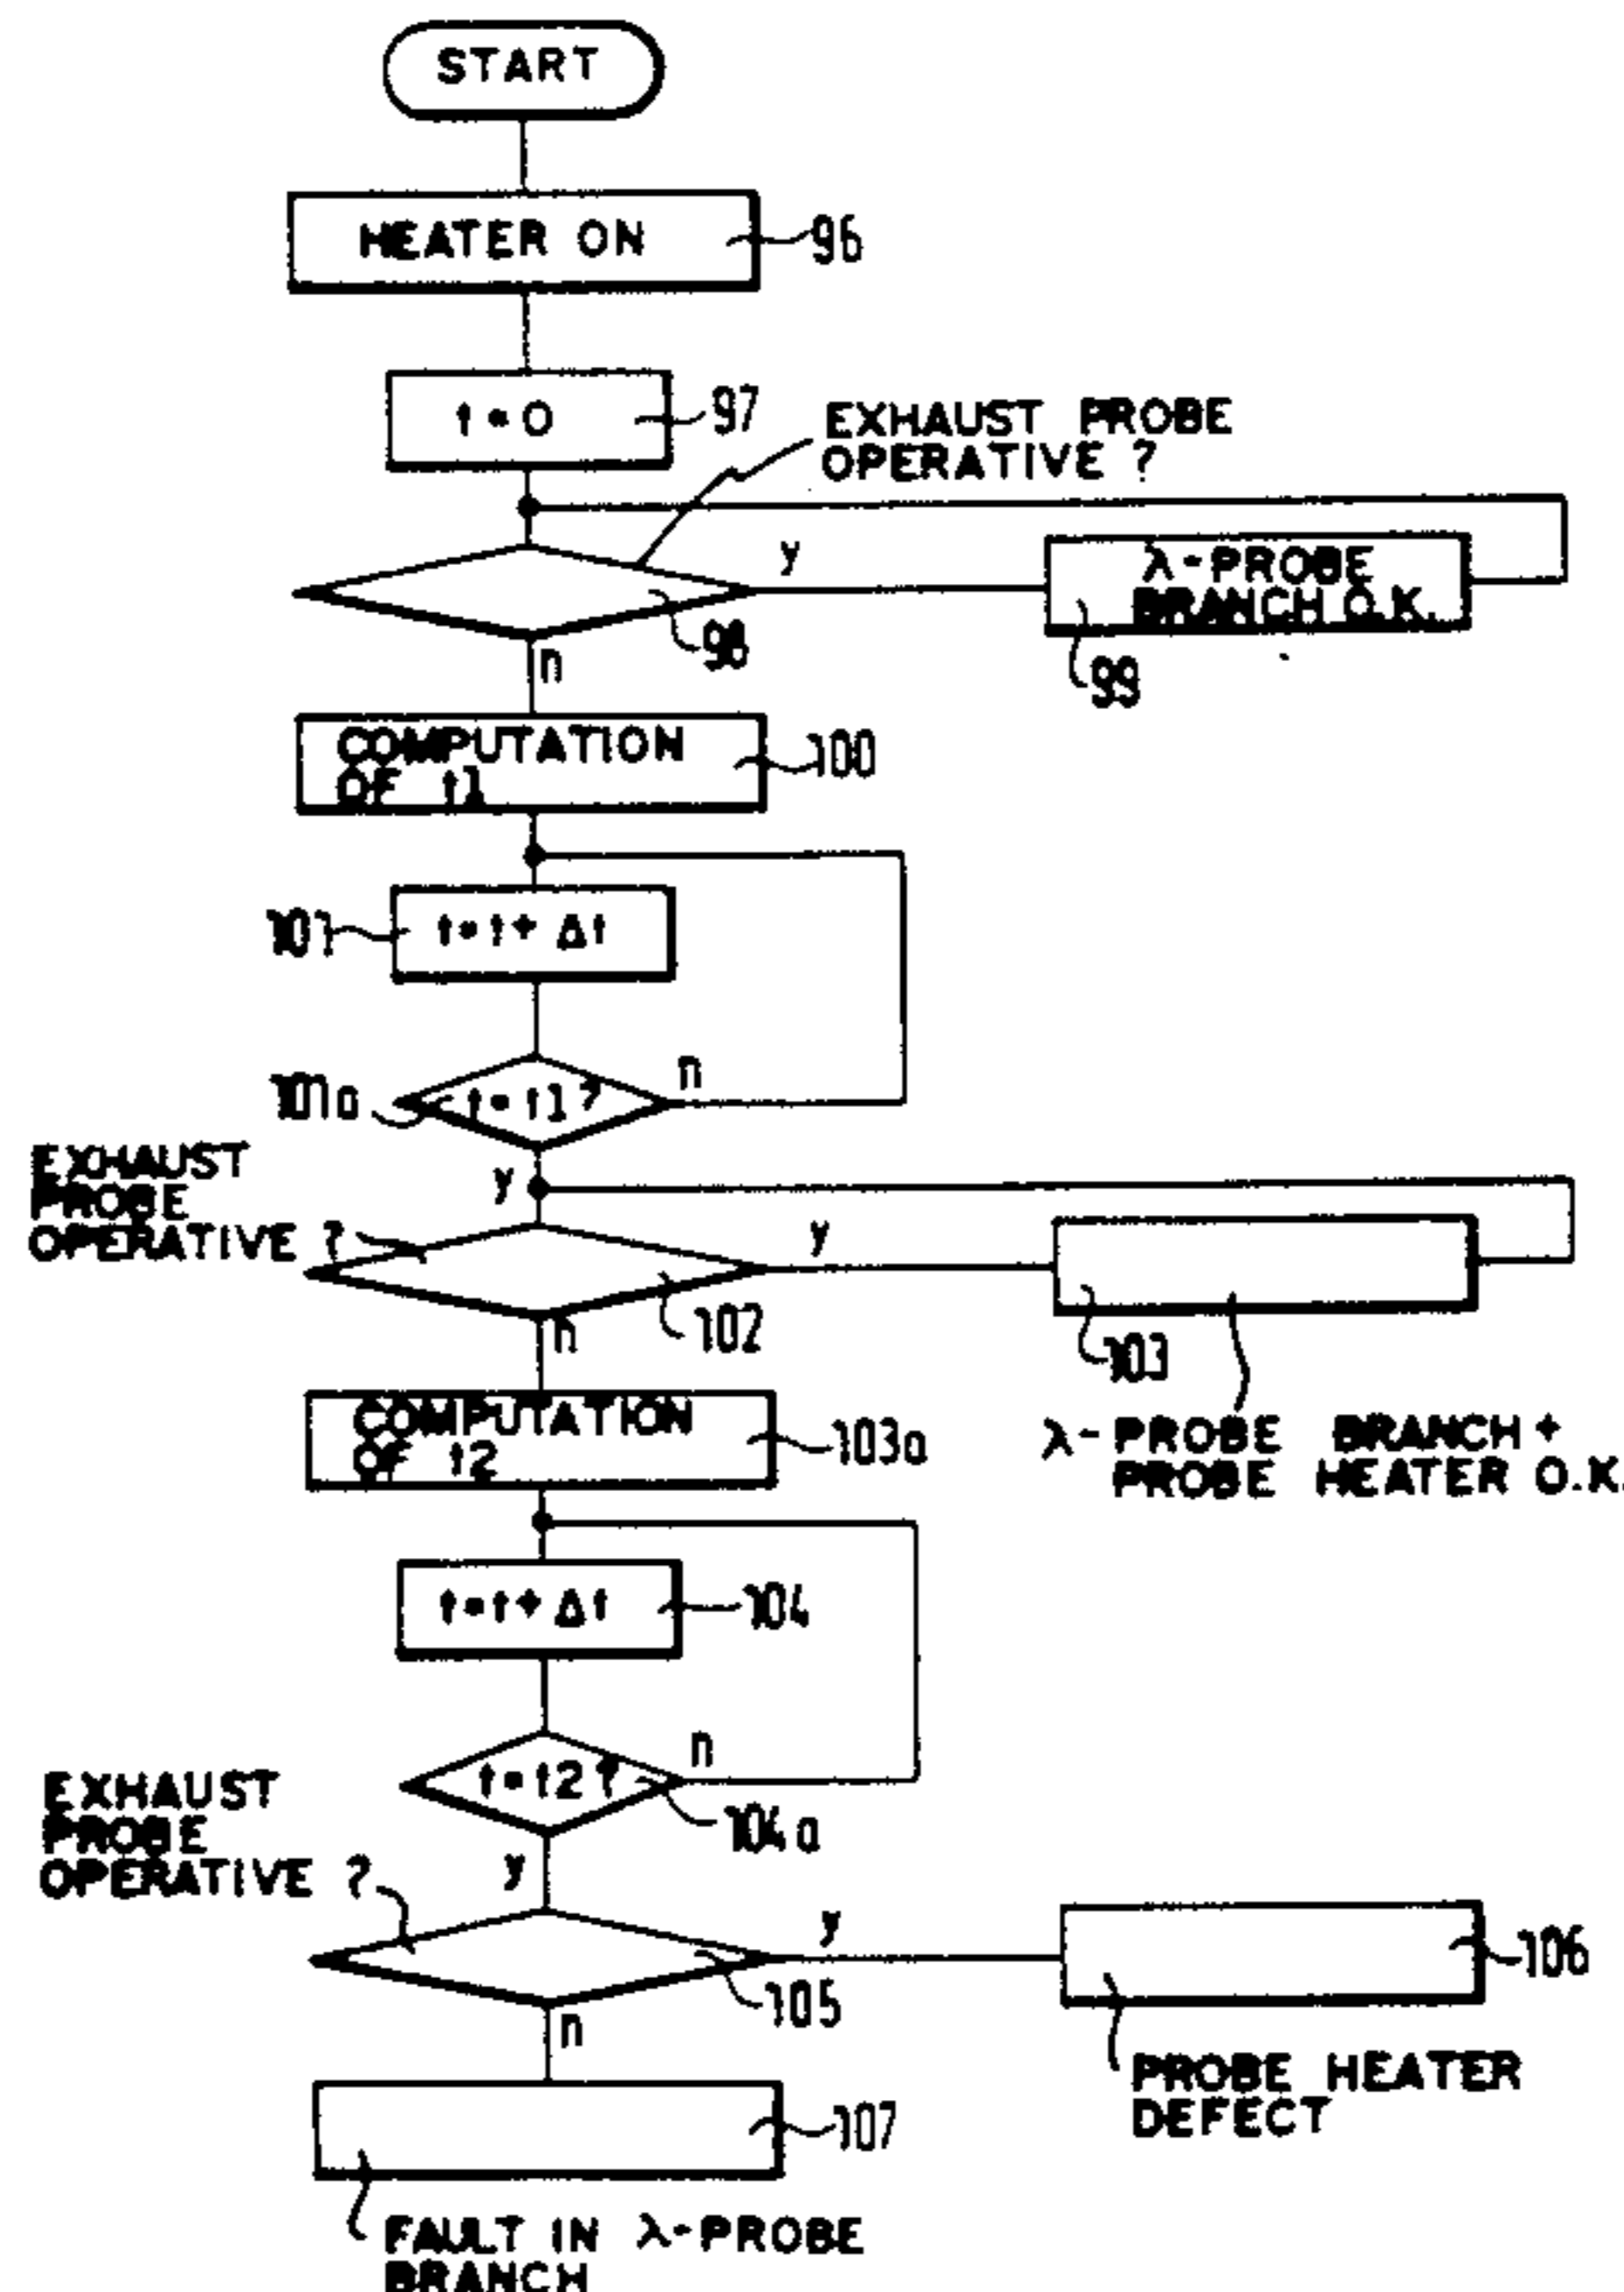 START
HEATER ON
96
t = 0
97
EXHAUST PROBE
OPERATIVE ?
y
λ-PROBE
BRANCH O.K.
98
99
n
COMPUTATION
OF t1
100
101
t=t+ Δt
101a
t = t1 ?
n
y
EXHAUST
PROBE
OPERATIVE ?
y
102
103
n
λ- PROBE BRANCH +
PROBE HEATER O.K.
COMPUTATION
OF t2
103a
t=t+ Δt
104
t = t2 ?
n
104a
y
EXHAUST
PROBE
OPERATIVE ?
y
105
106
n
PROBE HEATER
DEFECT
107
FAULT IN λ-PROBE
BRANCH